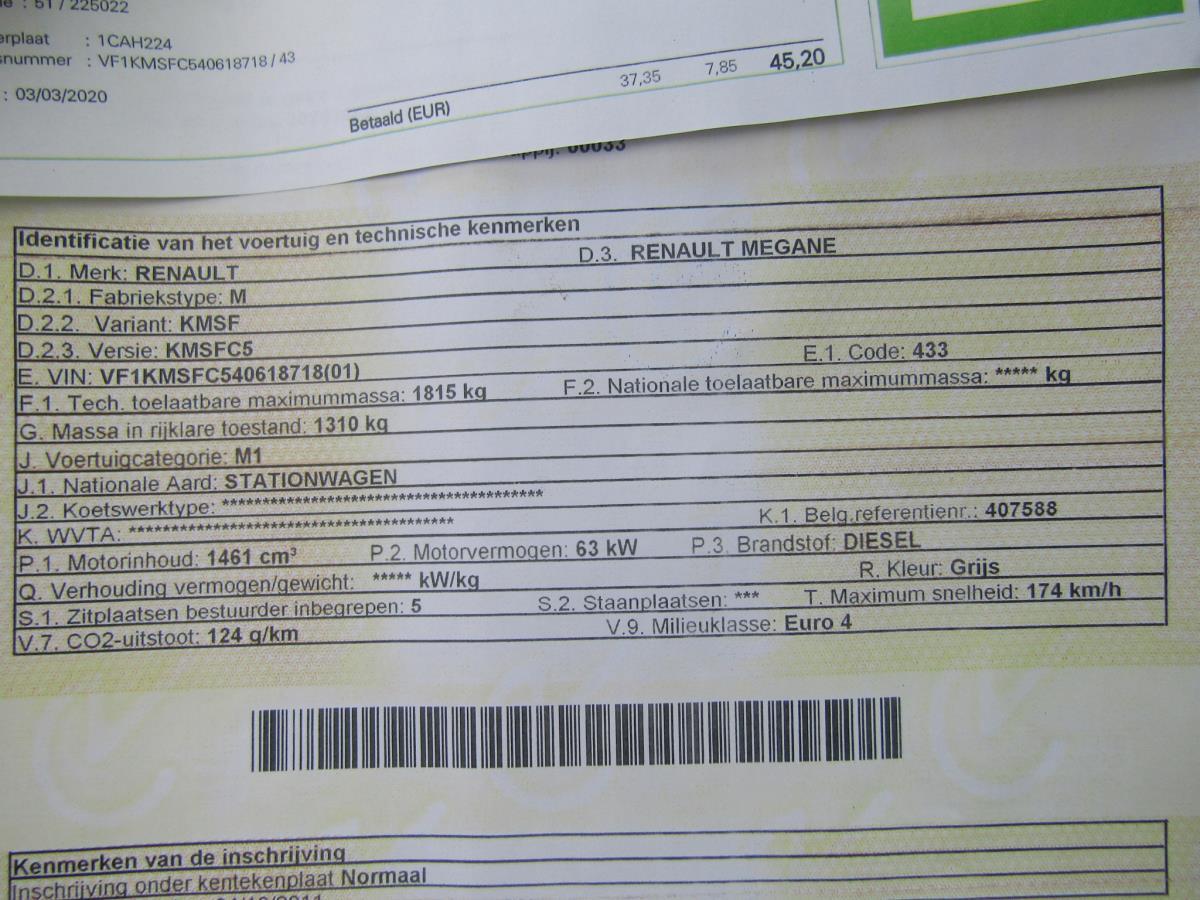 : 51 / 225022
erplaat : 1CAH224
snummer : VF1KMSFC540618718 / 43
: 03/03/2020
Betaald (EUR) 37,35 7,85 45,20
00033
Identificatie van het voertuig en technische kenmerken
D.1. Merk: RENAULT D.3. RENAULT MEGANE
D.2.1. Fabriekstype: M
D.2.2. Variant: KMSF
D.2.3. Versie: KMSFC5
E. VIN: VF1KMSFC540618718(01) E.1. Code: 433
F.1. Tech. toelaatbare maximummassa: 1815 kg F.2. Nationale toelaatbare maximummassa: ***** kg
G. Massa in rijklare toestand: 1310 kg
J. Voertuigcategorie: M1
J.1. Nationale Aard: STATIONWAGEN
J.2. Koetswerktype: ****************************************
K. WVTA: **************************************** K.1. Belg.referentienr.: 407588
P.1. Motorinhoud: 1461 cm³ P.2. Motorvermogen: 63 kW P.3. Brandstof: DIESEL
Q. Verhouding vermogen/gewicht: ***** kW/kg R. Kleur: Grijs
S.1. Zitplaatsen bestuurder inbegrepen: 5 S.2. Staanplaatsen: *** T. Maximum snelheid: 174 km/h
V.7. CO2-uitstoot: 124 g/km V.9. Milieuklasse: Euro 4
Kenmerken van de inschrijving
Inschrijving onder kentekenplaat Normaal